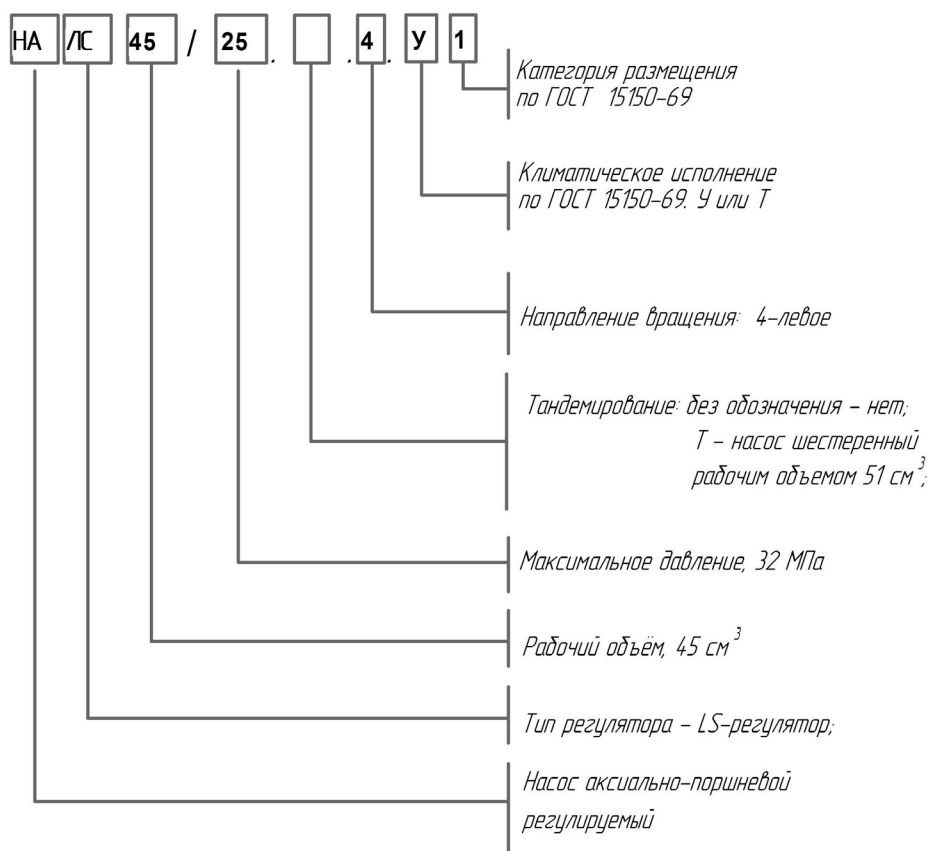 НА ЛС 45 / 25 . . 4 . У 1
Категория размещения
по ГОСТ 15150-69
Климатическое исполнение
по ГОСТ 15150-69. У или Т
Направление вращения: 4-левое
Тандемирование: без обозначения - нет;
Т - насос шестеренный
рабочим объемом 51 см³;
Максимальное давление, 32 МПа
Рабочий объём, 45 см³
Тип регулятора - LS-регулятор;
Насос аксиально-поршневой
регулируемый